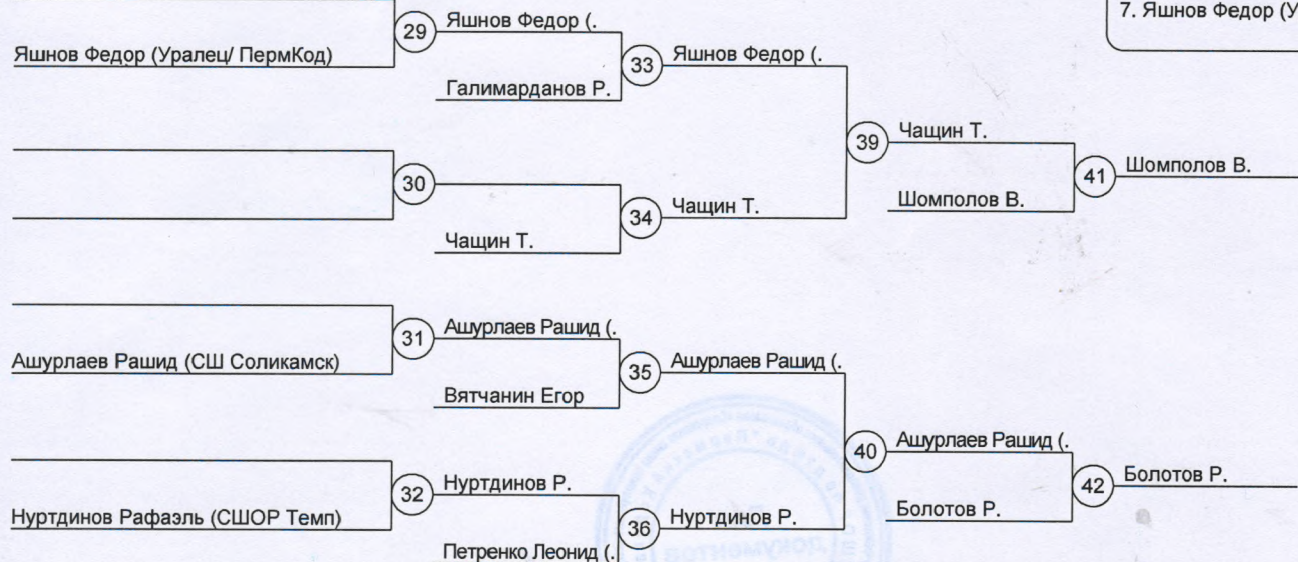 7. Яшнов Федор (У
29 Яшнов Федор (.
Яшнов Федор (Уралец/ ПермКод)
33 Яшнов Федор (.
Галимарданов Р.
39 Чащин Т.
41 Шомполов В.
30
Шомполов В.
34 Чащин Т.
Чащин Т.
31 Ашурлаев Рашид (.
Ашурлаев Рашид (СШ Соликамск)
35 Ашурлаев Рашид (.
Вятчанин Егор
40 Ашурлаев Рашид (.
42 Болотов Р.
32 Нуртдинов Р.
Болотов Р.
Нуртдинов Рафаэль (СШОР Темп)
36 Нуртдинов Р.
Петренко Леонид (.
документов